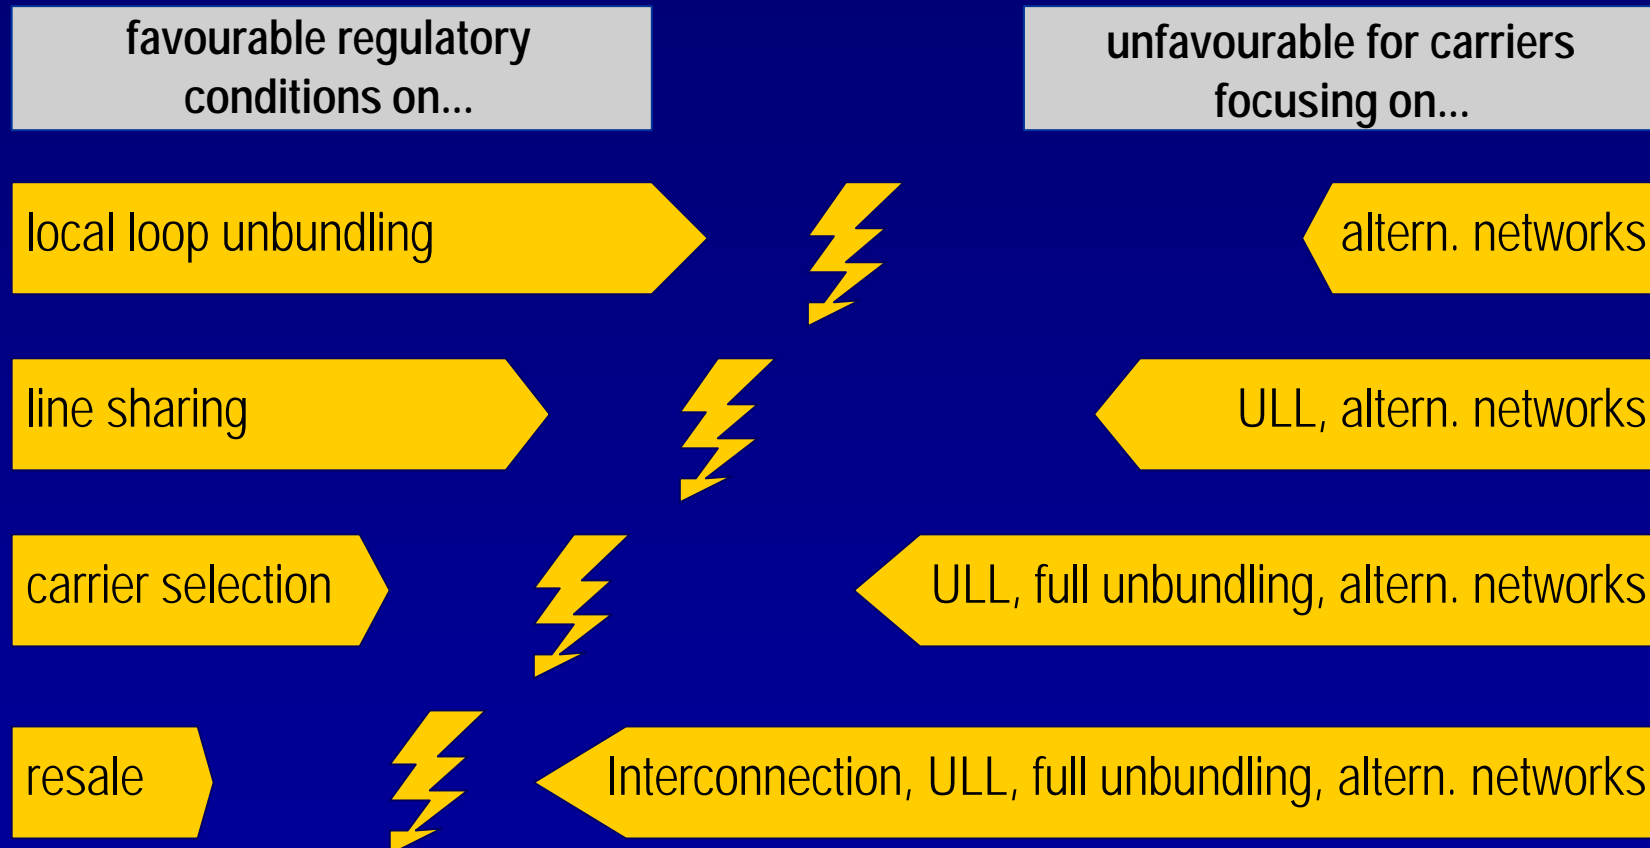 favourable regulatory
conditions on...
unfavourable for carriers
focusing on...
local loop unbundling
altern. networks
line sharing
ULL, altern. networks
carrier selection
ULL, full unbundling, altern. networks
resale
Interconnection, ULL, full unbundling, altern. networks